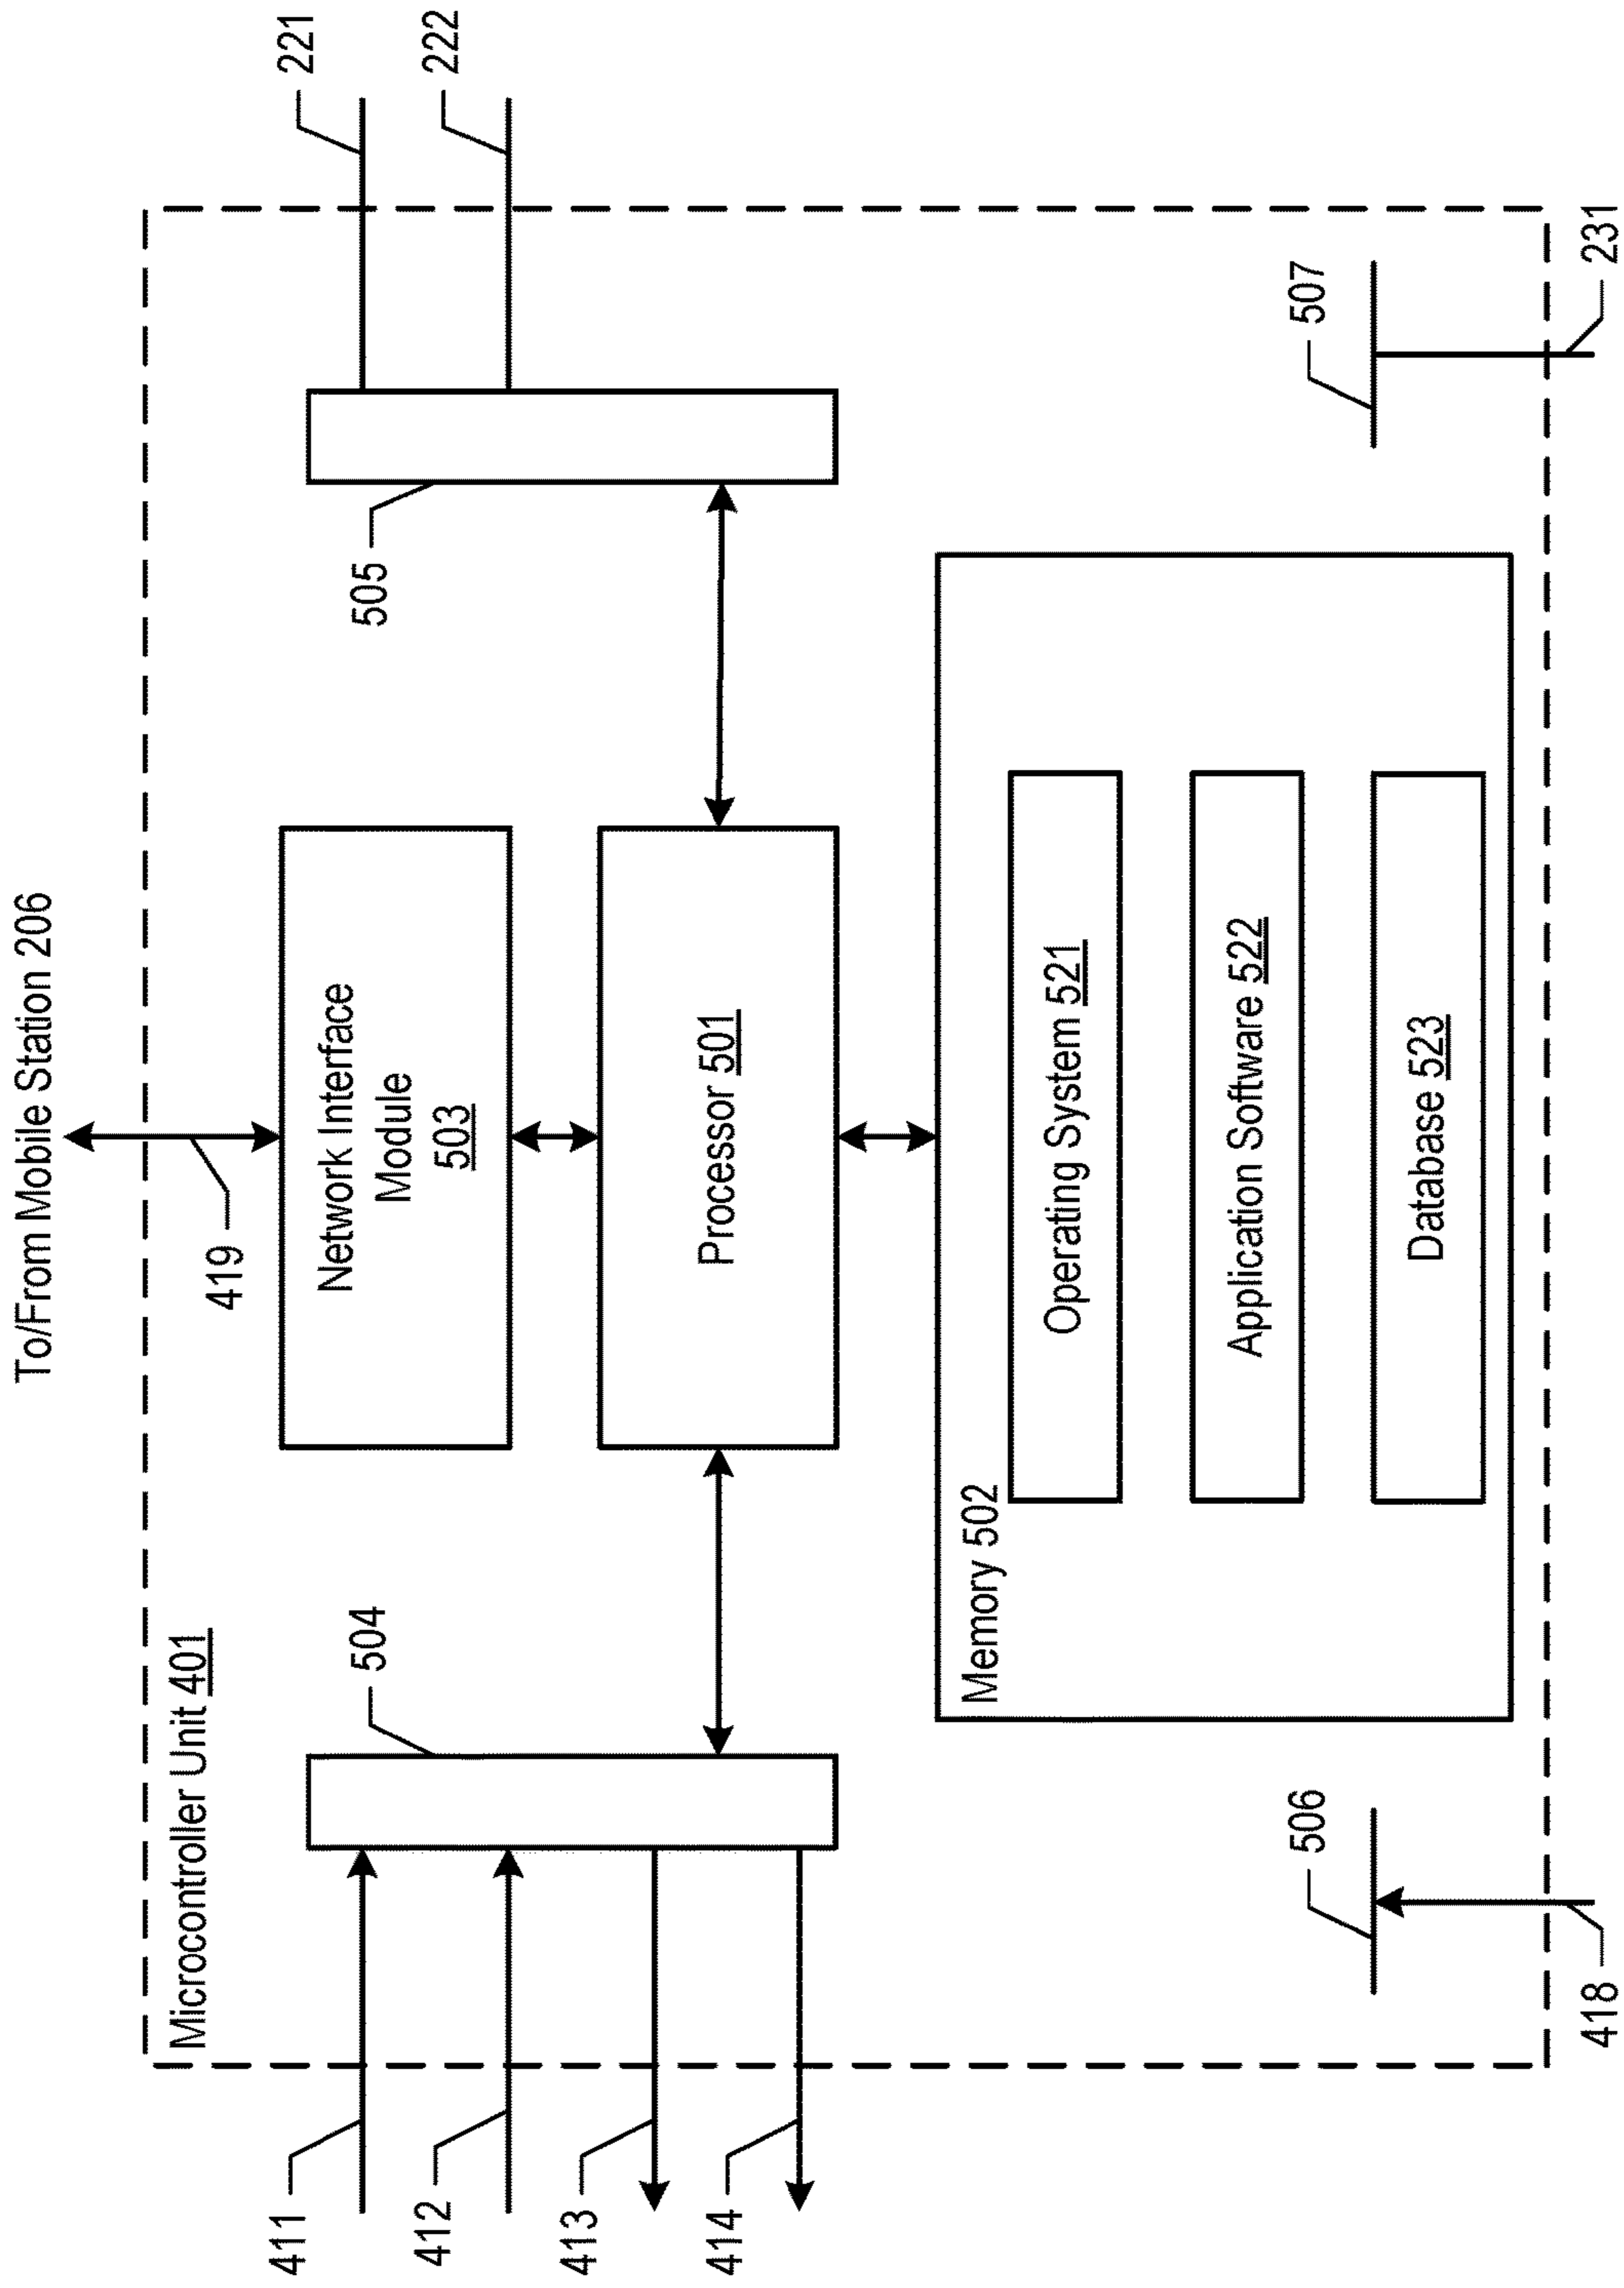 To/From Mobile Station 206
419
Microcontroller Unit 401
Network Interface
Module
503
411
412
413
414
504
505
221
222
Processor 501
Memory 502
Operating System 521
Application Software 522
Database 523
506
507
418
231